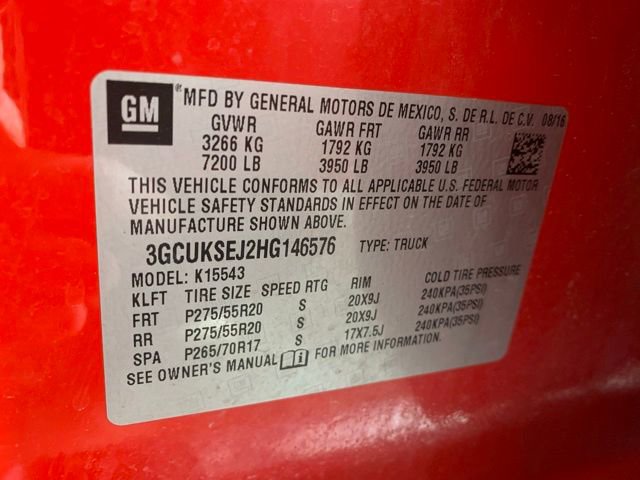 GM
®MFD BY GENERAL MOTORS DE MEXICO, S. DE R.L. DE C.V. 08/16
GVWR GAWR FRT GAWR RR
3266 KG 1792 KG 1792 KG
7200 LB 3950 LB 3950 LB
THIS VEHICLE CONFORMS TO ALL APPLICABLE U.S. FEDERAL MOTOR
VEHICLE SAFETY STANDARDS IN EFFECT ON THE DATE OF
MANUFACTURE SHOWN ABOVE.
3GCUKSEJ2HG146576 TYPE: TRUCK
MODEL: K15543
KLFT TIRE SIZE SPEED RTG RIM COLD TIRE PRESSURE
FRT P275/55R20 S 20X9J 240KPA(35PSI)
RR P275/55R20 S 20X9J 240KPA(35PSI)
SPA P265/70R17 S 17X7.5J 240KPA(35PSI)
SEE OWNER'S MANUAL FOR MORE INFORMATION.